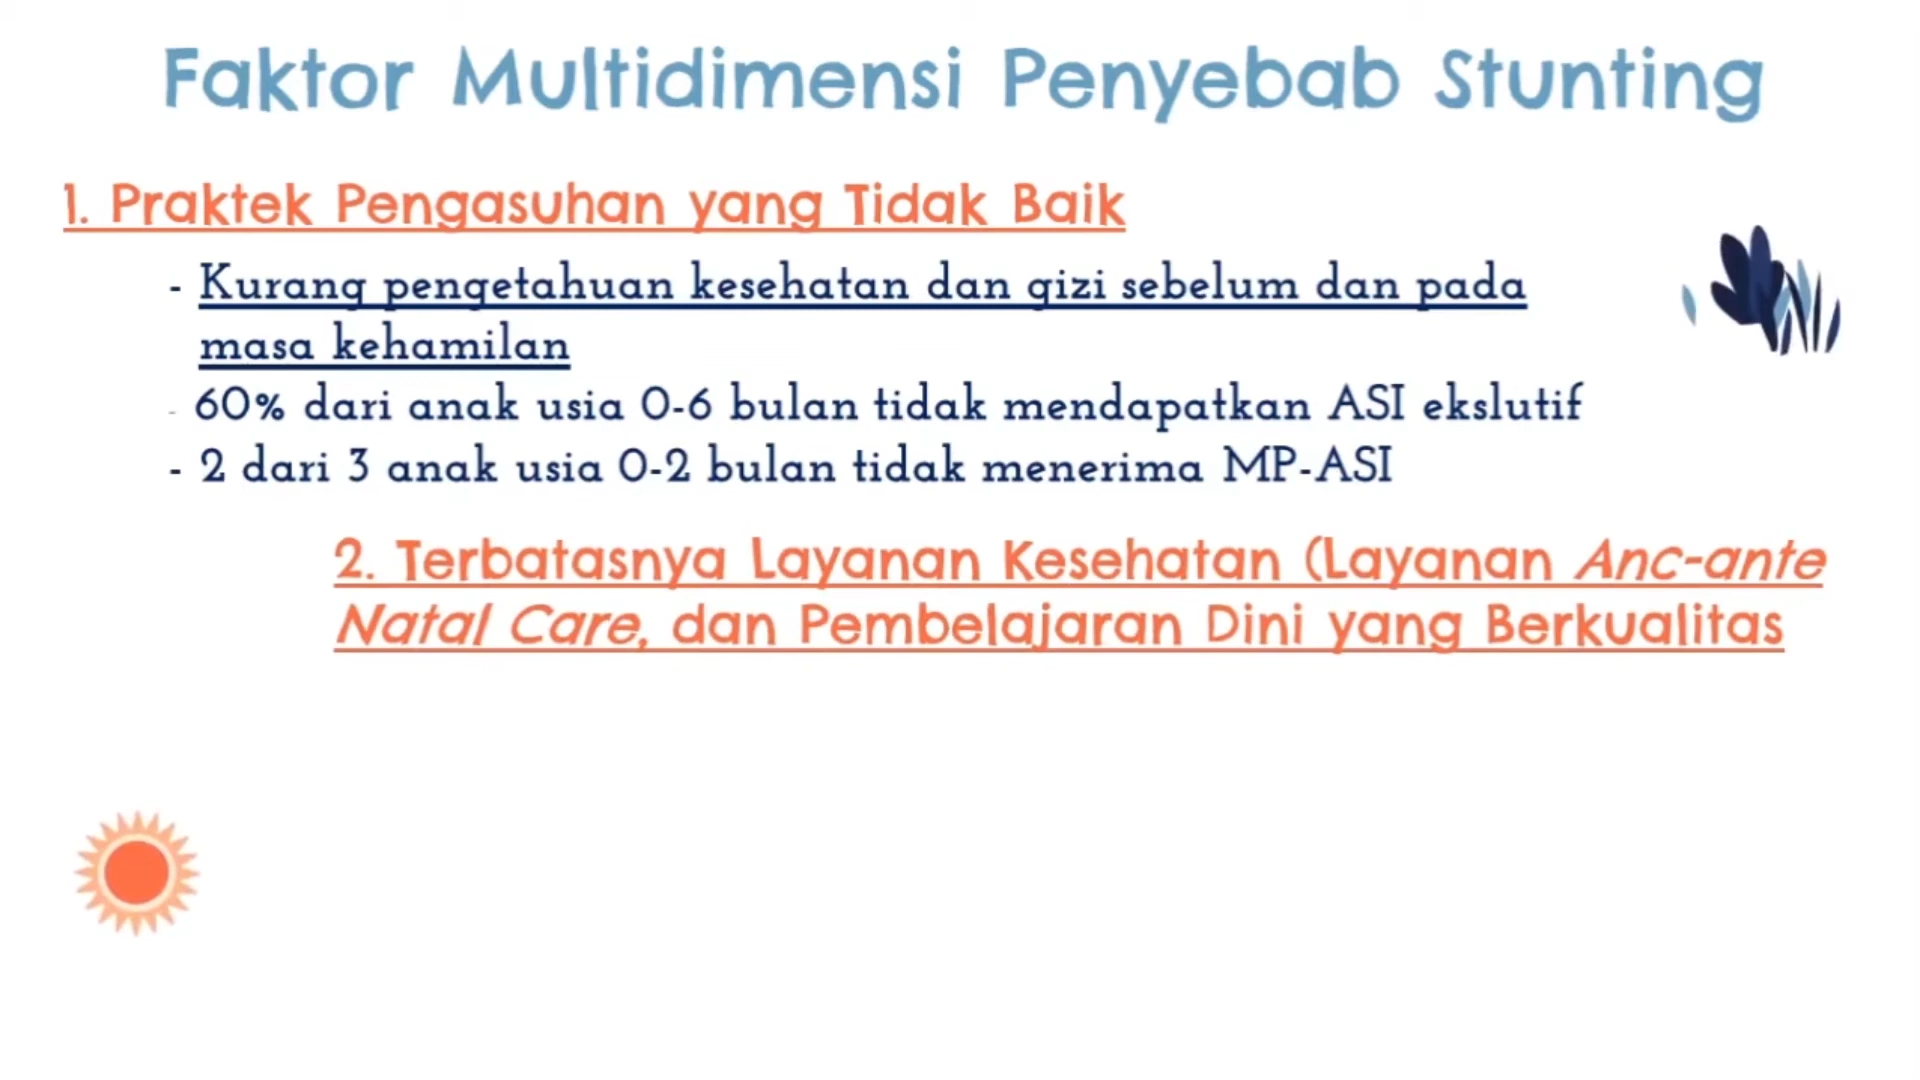 Faktor Multidimensi Penyebab Stunting
1. Praktek Pengasuhan yang Tidak Baik
- Kurang pengetahuan kesehatan dan gizi sebelum dan pada
masa kehamilan
- 60% dari anak usia 0-6 bulan tidak mendapatkan ASI ekslutif
- 2 dari 3 anak usia 0-2 bulan tidak menerima MP-ASI
2. Terbatasnya Layanan Kesehatan (Layanan Anc-ante
Natal Care, dan Pembelajaran Dini yang Berkualitas